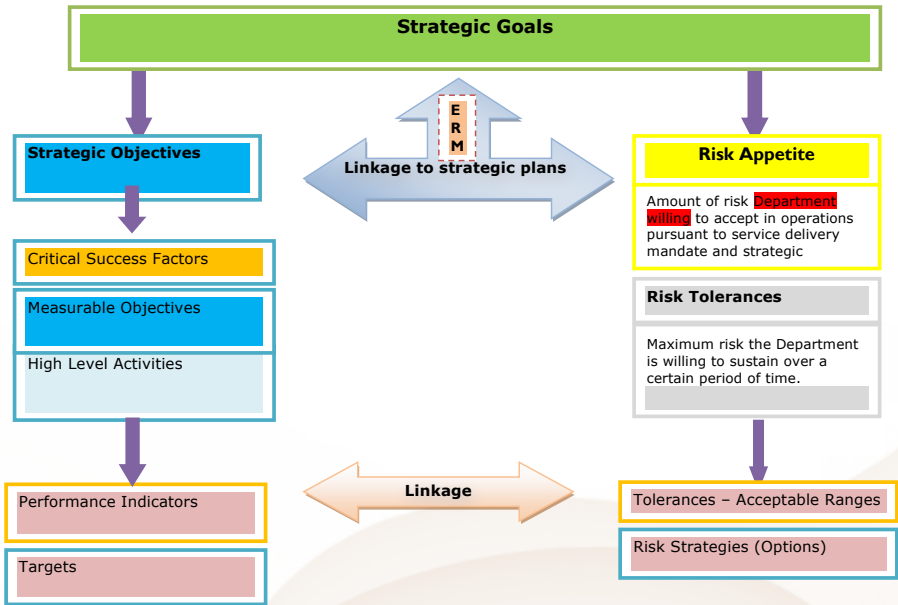 Strategic Goals
E
R
M
Linkage to strategic plans
Strategic Objectives
Critical Success Factors
Measurable Objectives
High Level Activities
Performance Indicators
Targets
Linkage
Risk Appetite
Amount of risk Department
willing to accept in operations
pursuant to service delivery
mandate and strategic
Risk Tolerances
Maximum risk the Department
is willing to sustain over a
certain period of time.
Tolerances – Acceptable Ranges
Risk Strategies (Options)